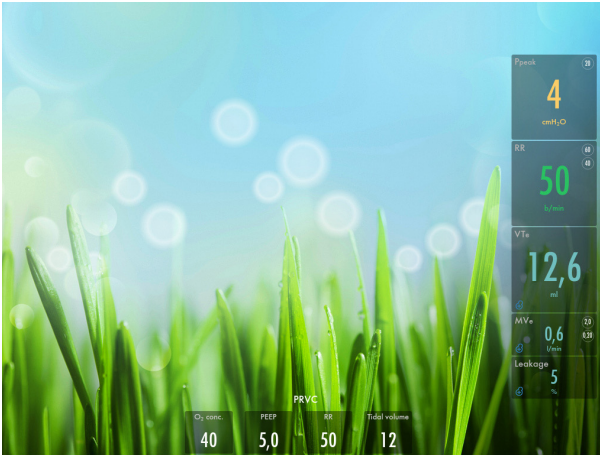 Ppeak 20
4
cmH₂O
RR 60
40
50
b/min
VTe
12,6
ml
MVe 2,0
0,6 0,20
l/min
Leakage
5
%
PRVC
O₂ conc. PEEP RR Tidal volume
40 5,0 50 12